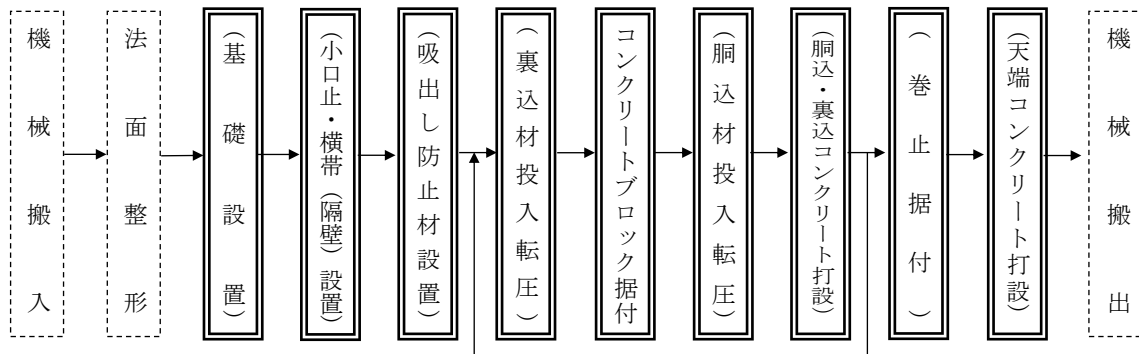 機械搬入
法面整形
（基礎設置）
（小口止・横帯（隔壁）設置）
（吸出し防止材設置）
（裏込材投入転圧）
コンクリートブロック据付
（胴込材投入転圧）
（胴込・裏込コンクリート打設）
（巻止据付）
（天端コンクリート打設）
機械搬出